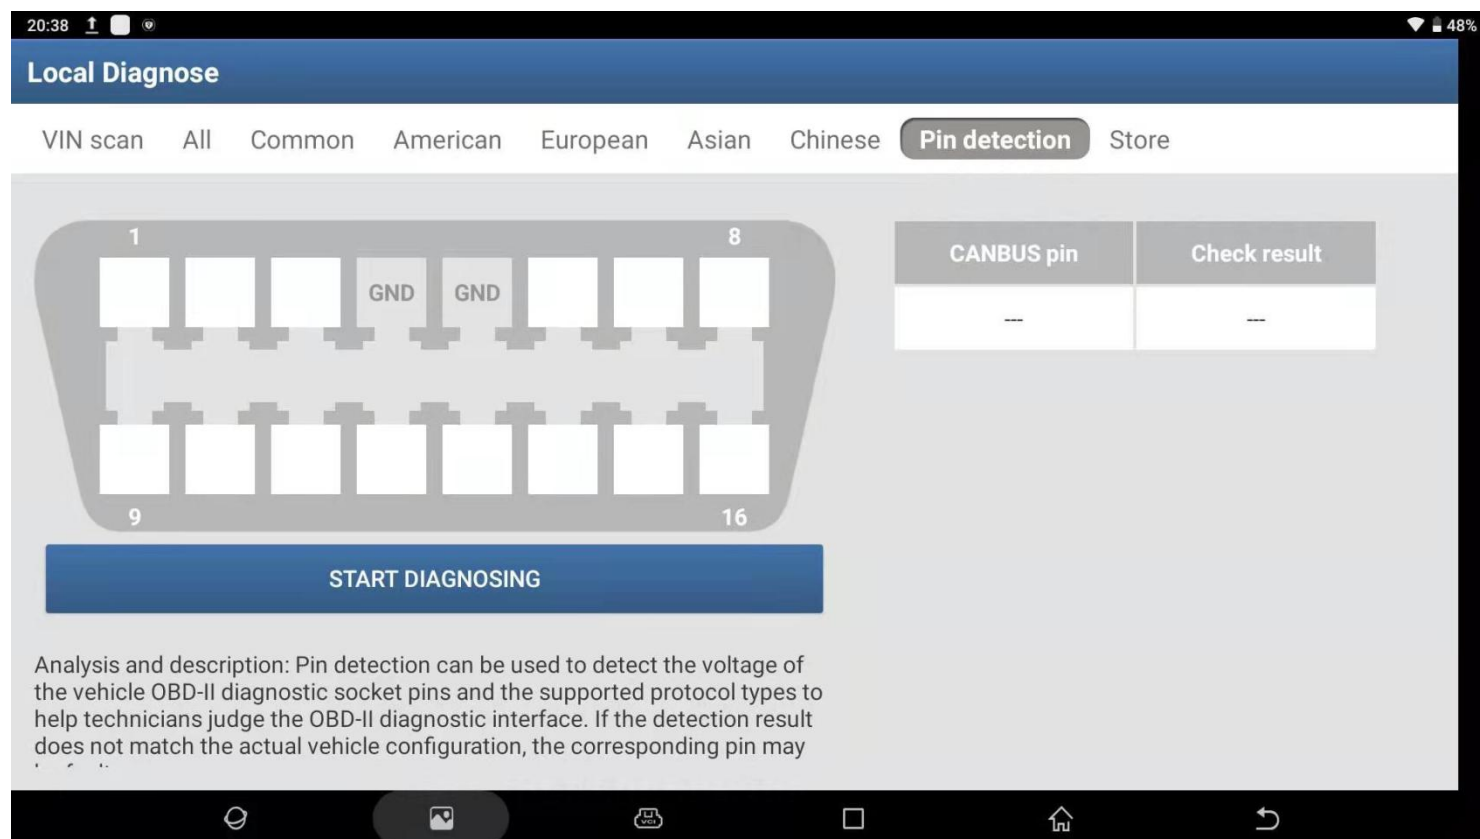 20:38
48%
Local Diagnose
VIN scan All Common American European Asian Chinese Pin detection Store
1 8
GND GND
9 16
CANBUS pin Check result
--- ---
START DIAGNOSING
Analysis and description: Pin detection can be used to detect the voltage of
the vehicle OBD-II diagnostic socket pins and the supported protocol types to
help technicians judge the OBD-II diagnostic interface. If the detection result
does not match the actual vehicle configuration, the corresponding pin may
VCI